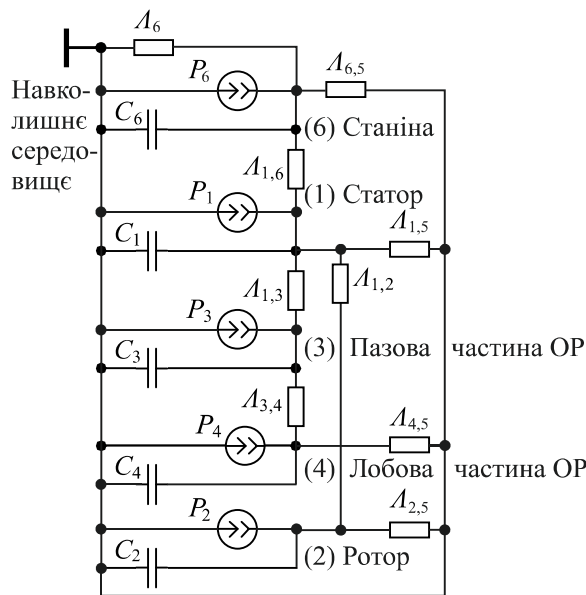 Λ6
P6
Λ6,5
Навко-
лишнє
середо-
вищє
C6
(6) Станіна
Λ1,6
P1
(1) Статор
C1
Λ1,5
Λ1,3
Λ1,2
P3
C3
(3) Пазова частина ОР
Λ3,4
P4
Λ4,5
C4
(4) Лобова частина ОР
P2
Λ2,5
C2
(2) Ротор